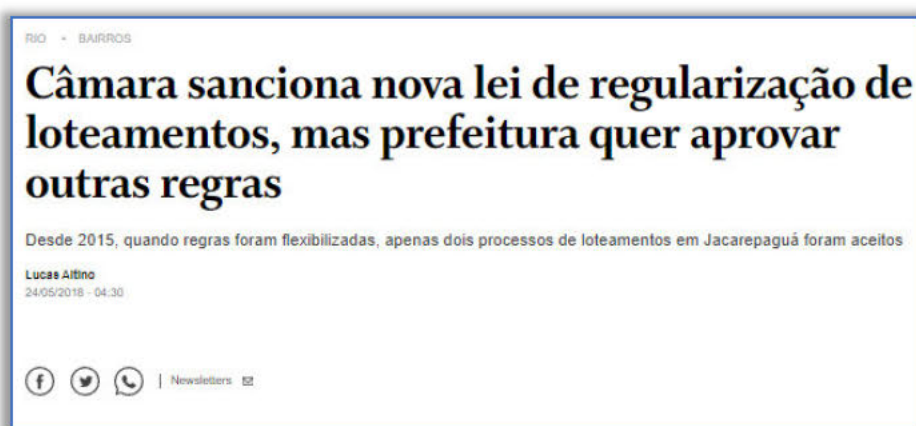 RIO • BAIRROS
Câmara sanciona nova lei de regularização de
loteamentos, mas prefeitura quer aprovar
outras regras
Desde 2015, quando regras foram flexibilizadas, apenas dois processos de loteamentos em Jacarepaguá foram aceitos
Lucas Altino
24/05/2018 - 04:30
| Newsletters